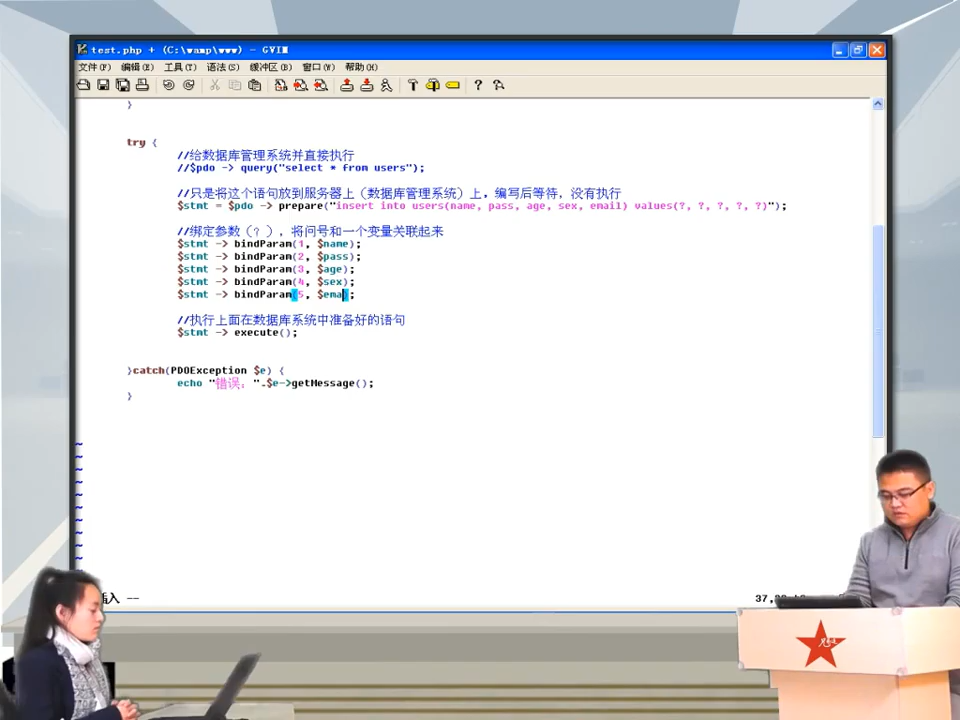 test.php + (C:\wamp\www) - GVIM
文件(F) 编辑(E) 工具(T) 语法(S) 缓冲区(B) 窗口(W) 帮助(H)
}
try {
//给数据库管理系统并直接执行
//$pdo -> query("select * from users");
//只是将这个语句放到服务器上（数据库管理系统）上，编写后等待，没有执行
$stmt = $pdo -> prepare("insert into users(name, pass, age, sex, email) values(?, ?, ?, ?, ?)");
//绑定参数（?），将问号和一个变量关联起来
$stmt -> bindParam(1, $name);
$stmt -> bindParam(2, $pass);
$stmt -> bindParam(3, $age);
$stmt -> bindParam(4, $sex);
$stmt -> bindParam(5, $ema);
//执行上面在数据库系统中准备好的语句
$stmt -> execute();
}catch(PDOException $e) {
echo "错误：".$e->getMessage();
}
~
~
~
~
~
~
~
~
~
~
插入 --